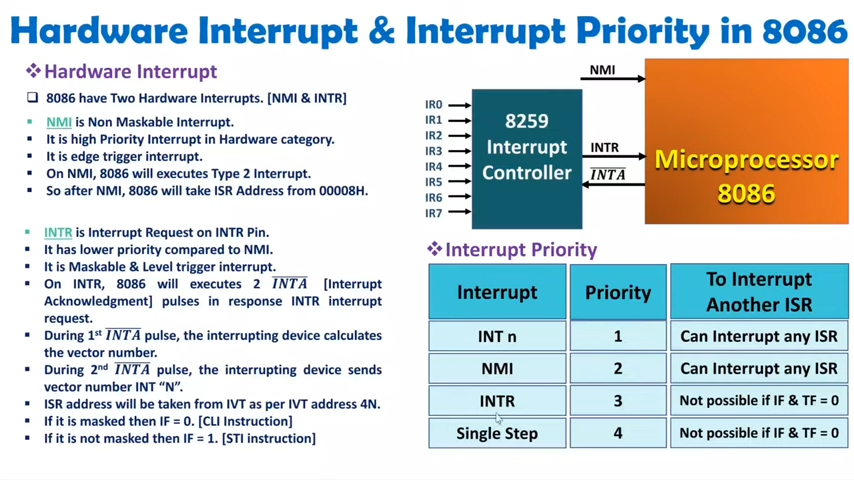 Hardware Interrupt & Interrupt Priority in 8086
❖Hardware Interrupt
❑ 8086 have Two Hardware Interrupts. [NMI & INTR]
▪ NMI is Non Maskable Interrupt.
▪ It is high Priority Interrupt in Hardware category.
▪ It is edge trigger interrupt.
▪ On NMI, 8086 will executes Type 2 Interrupt.
▪ So after NMI, 8086 will take ISR Address from 00008H.
▪ INTR is Interrupt Request on INTR Pin.
▪ It has lower priority compared to NMI.
▪ It is Maskable & Level trigger interrupt.
▪ On INTR, 8086 will executes 2 I̅N̅T̅A̅ [Interrupt
Acknowledgment] pulses in response INTR interrupt
request.
▪ During 1st I̅N̅T̅A̅ pulse, the interrupting device calculates
the vector number.
▪ During 2nd I̅N̅T̅A̅ pulse, the interrupting device sends
vector number INT “N”.
▪ ISR address will be taken from IVT as per IVT address 4N.
▪ If it is masked then IF = 0. [CLI Instruction]
▪ If it is not masked then IF = 1. [STI instruction]
IR0
IR1
IR2
IR3
IR4
IR5
IR6
IR7
8259
Interrupt
Controller
NMI
INTR
I̅N̅T̅A̅
Microprocessor
8086
❖Interrupt Priority
Interrupt Priority To Interrupt
Another ISR
INT n 1 Can Interrupt any ISR
NMI 2 Can Interrupt any ISR
INTR 3 Not possible if IF & TF = 0
Single Step 4 Not possible if IF & TF = 0